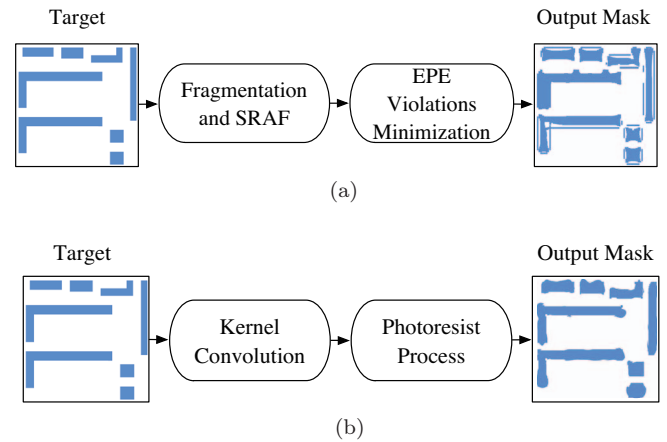 Target
Output Mask
Fragmentation
and SRAF
EPE
Violations
Minimization
(a)
Target
Output Mask
Kernel
Convolution
Photoresist
Process
(b)